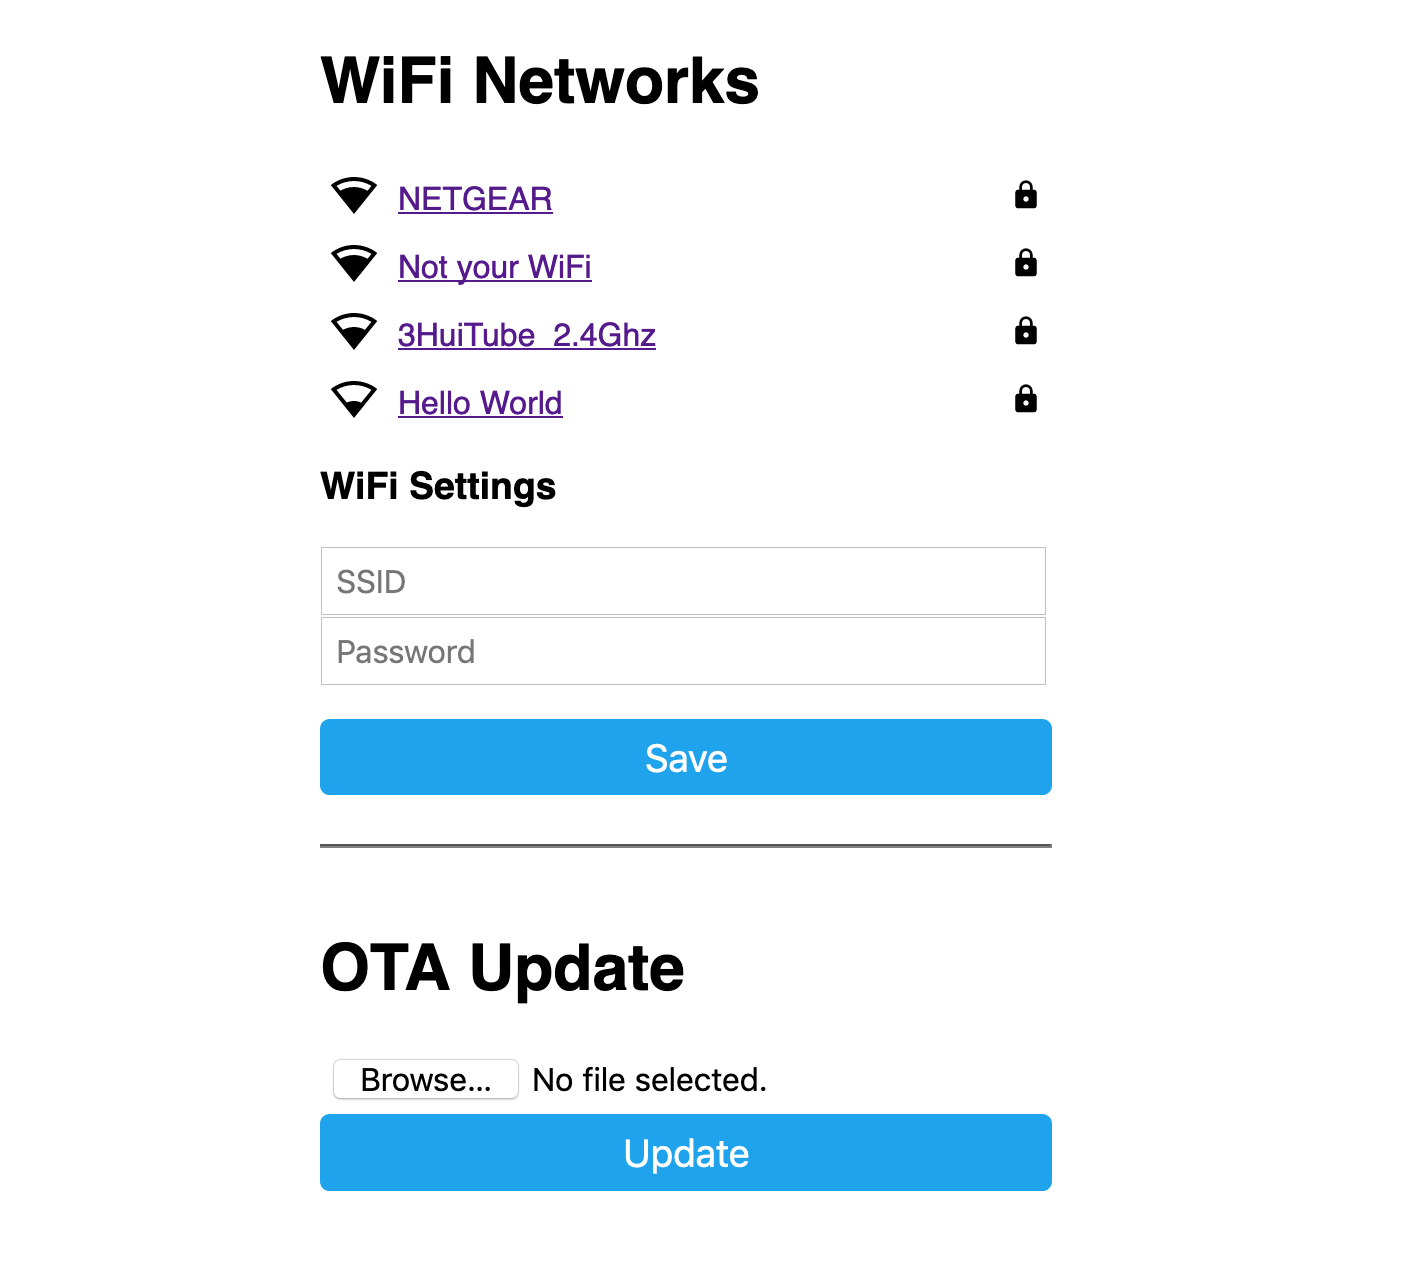 WiFi Networks
NETGEAR
Not your WiFi
3HuiTube_2.4Ghz
Hello World
WiFi Settings
SSID
Password
Save
OTA Update
Browse... No file selected.
Update